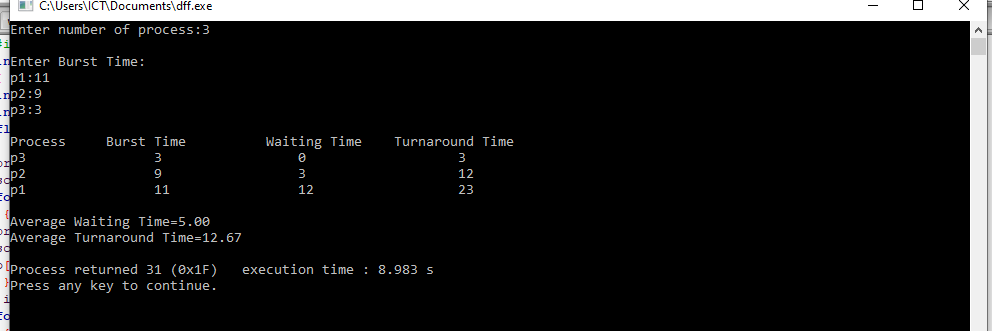 C:\Users\ICT\Documents\dff.exe
Enter number of process:3
Enter Burst Time:
p1:11
p2:9
p3:3
Process Burst Time Waiting Time Turnaround Time
p3 3 0 3
p2 9 3 12
p1 11 12 23
Average Waiting Time=5.00
Average Turnaround Time=12.67
Process returned 31 (0x1F) execution time : 8.983 s
Press any key to continue.